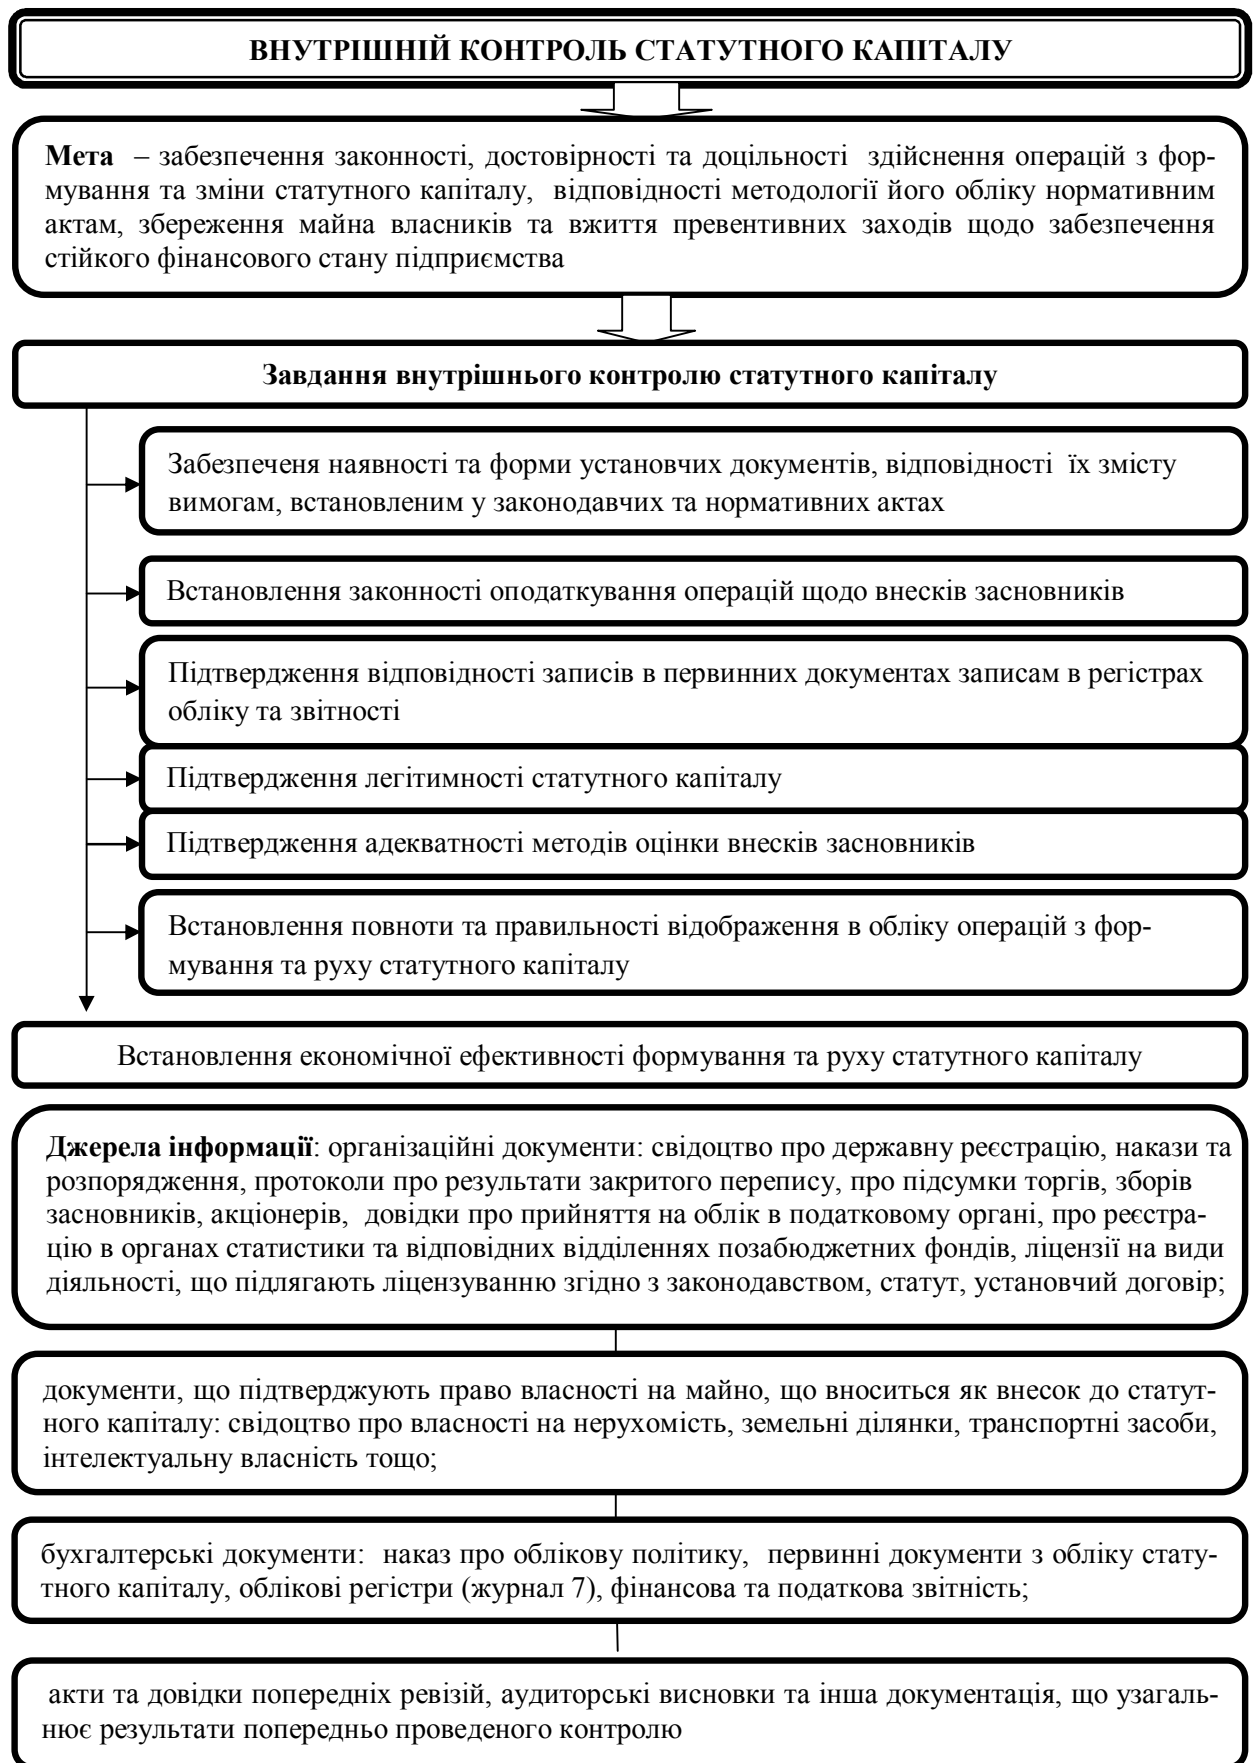 ВНУТРІШНІЙ КОНТРОЛЬ СТАТУТНОГО КАПІТАЛУ
Мета – забезпечення законності, достовірності та доцільності здійснення операцій з фор-
мування та зміни статутного капіталу, відповідності методології його обліку нормативним
актам, збереження майна власників та вжиття превентивних заходів щодо забезпечення
стійкого фінансового стану підприємства
Завдання внутрішнього контролю статутного капіталу
Забезпеченя наявності та форми установчих документів, відповідності їх змісту
вимогам, встановленим у законодавчих та нормативних актах
Встановлення законності оподаткування операцій щодо внесків засновників
Підтвердження відповідності записів в первинних документах записам в регістрах
обліку та звітності
Підтвердження легітимності статутного капіталу
Підтвердження адекватності методів оцінки внесків засновників
Встановлення повноти та правильності відображення в обліку операцій з фор-
мування та руху статутного капіталу
Встановлення економічної ефективності формування та руху статутного капіталу
Джерела інформації: організаційні документи: свідоцтво про державну реєстрацію, накази та
розпорядження, протоколи про результати закритого перепису, про підсумки торгів, зборів
засновників, акціонерів, довідки про прийняття на облік в податковому органі, про реєстра-
цію в органах статистики та відповідних відділеннях позабюджетних фондів, ліцензії на види
діяльності, що підлягають ліцензуванню згідно з законодавством, статут, установчий договір;
документи, що підтверджують право власності на майно, що вноситься як внесок до статут-
ного капіталу: свідоцтво про власності на нерухомість, земельні ділянки, транспортні засоби,
інтелектуальну власність тощо;
бухгалтерські документи: наказ про облікову політику, первинні документи з обліку стату-
тного капіталу, облікові регістри (журнал 7), фінансова та податкова звітність;
акти та довідки попередніх ревізій, аудиторські висновки та інша документація, що узагаль-
нює результати попередньо проведеного контролю